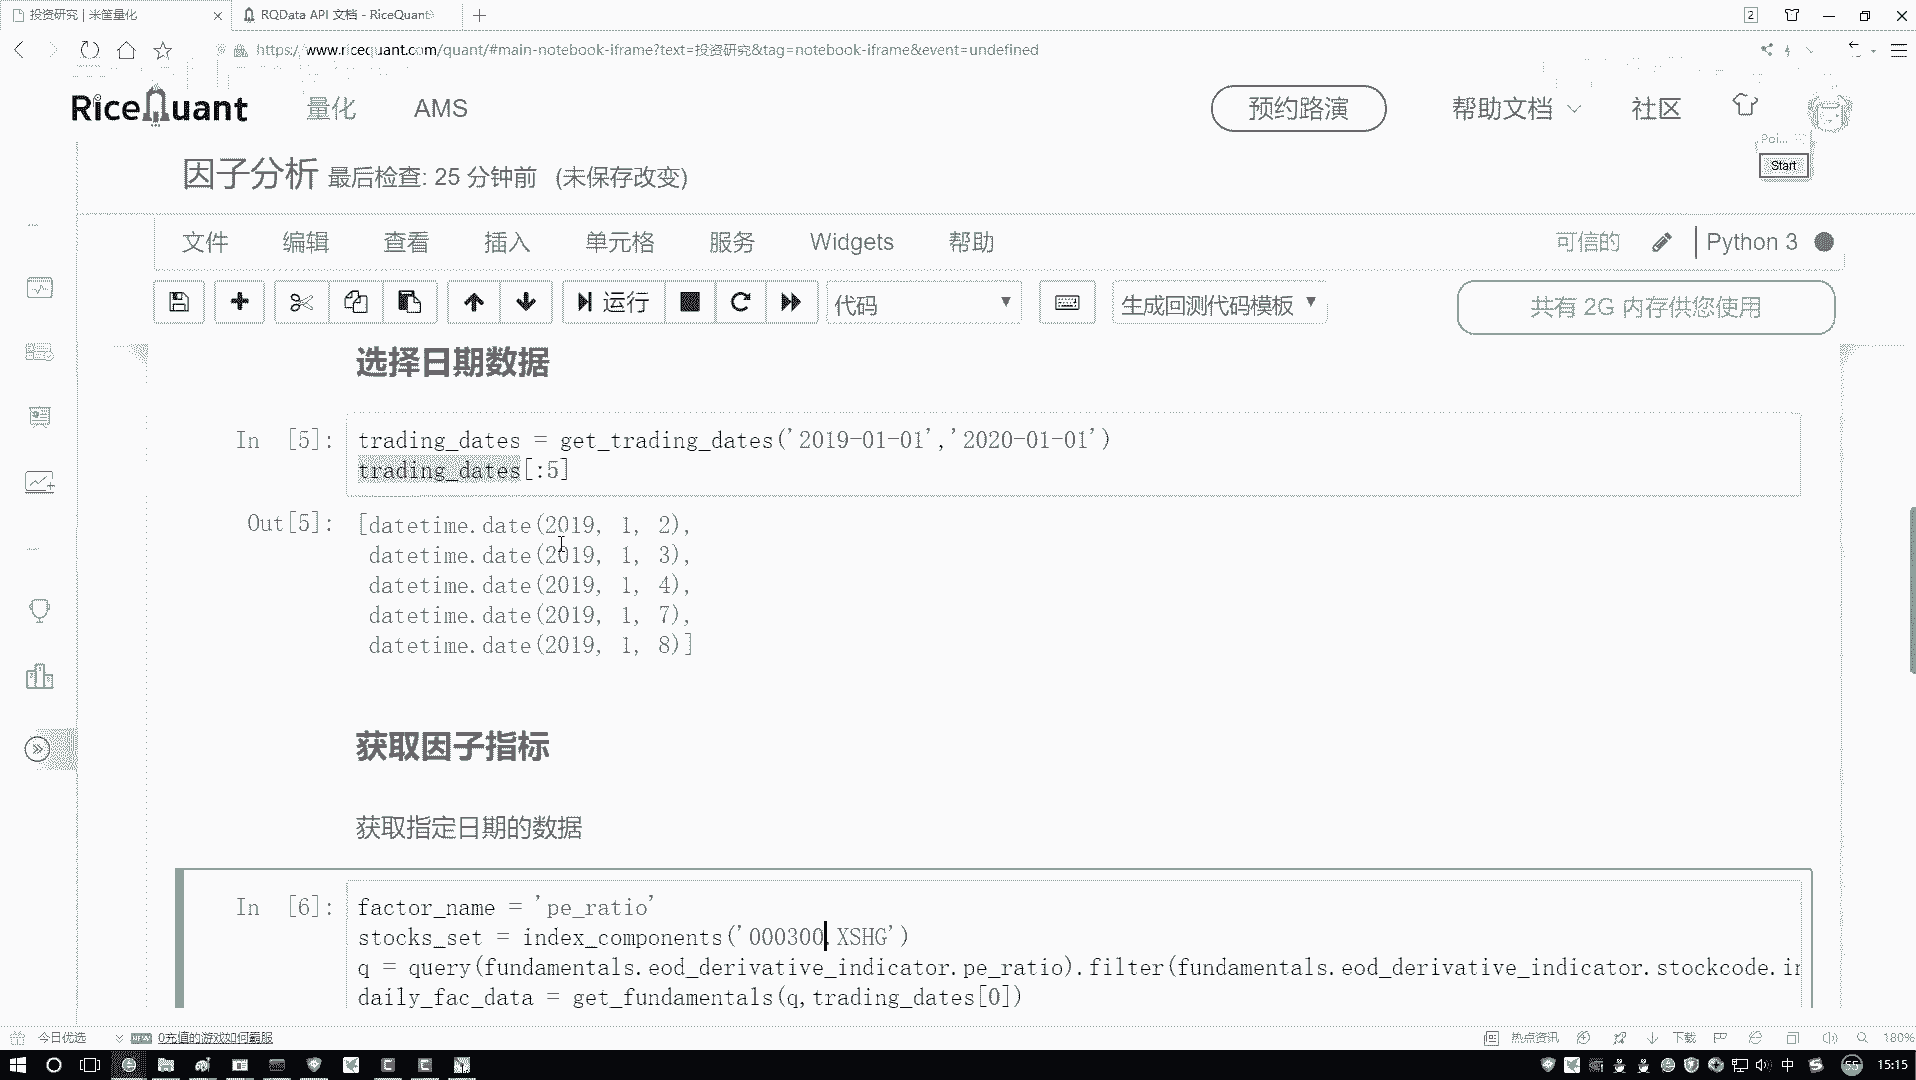 投资研究 | 米筐量化
RQData API 文档 - RiceQuant
2
https://www.ricequant.com/quant/#main-notebook-iframe?text=投资研究&tag=notebook-iframe&event=undefined
RiceQuant
量化
AMS
预约路演
帮助文档
社区
Poi...
Start
因子分析 最后检查: 25 分钟前 (未保存改变)
文件
编辑
查看
插入
单元格
服务
Widgets
帮助
可信的
Python 3
运行
代码
生成回测代码模板
共有 2G 内存供您使用
选择日期数据
In [5]:
trading_dates = get_trading_dates('2019-01-01','2020-01-01')
trading_dates[:5]
Out[5]:
[datetime.date(2019, 1, 2),
datetime.date(2019, 1, 3),
datetime.date(2019, 1, 4),
datetime.date(2019, 1, 7),
datetime.date(2019, 1, 8)]
获取因子指标
获取指定日期的数据
In [6]:
factor_name = 'pe_ratio'
stocks_set = index_components('000300.XSHG')
q = query(fundamentals.eod_derivative_indicator.pe_ratio).filter(fundamentals.eod_derivative_indicator.stockcode.in
daily_fac_data = get_fundamentals(q,trading_dates[0])
今日优选
0充值的游戏如何霸服
热点资讯
下载
180%
中
55
15:15